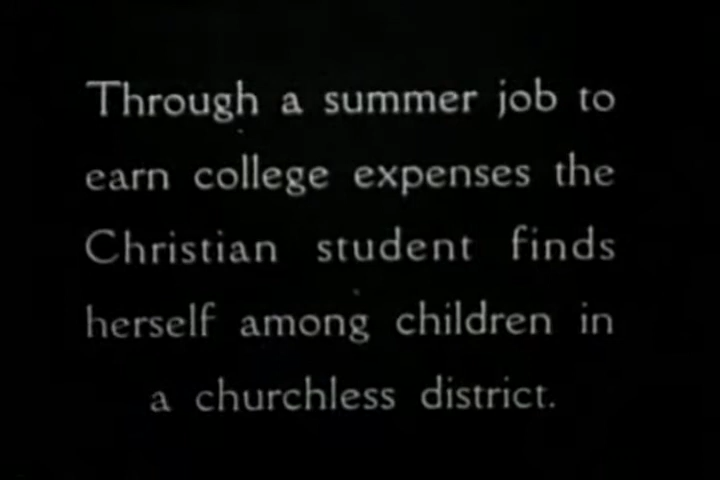 Through a summer job to
earn college expenses the
Christian student finds
herself among children in
a churchless district.